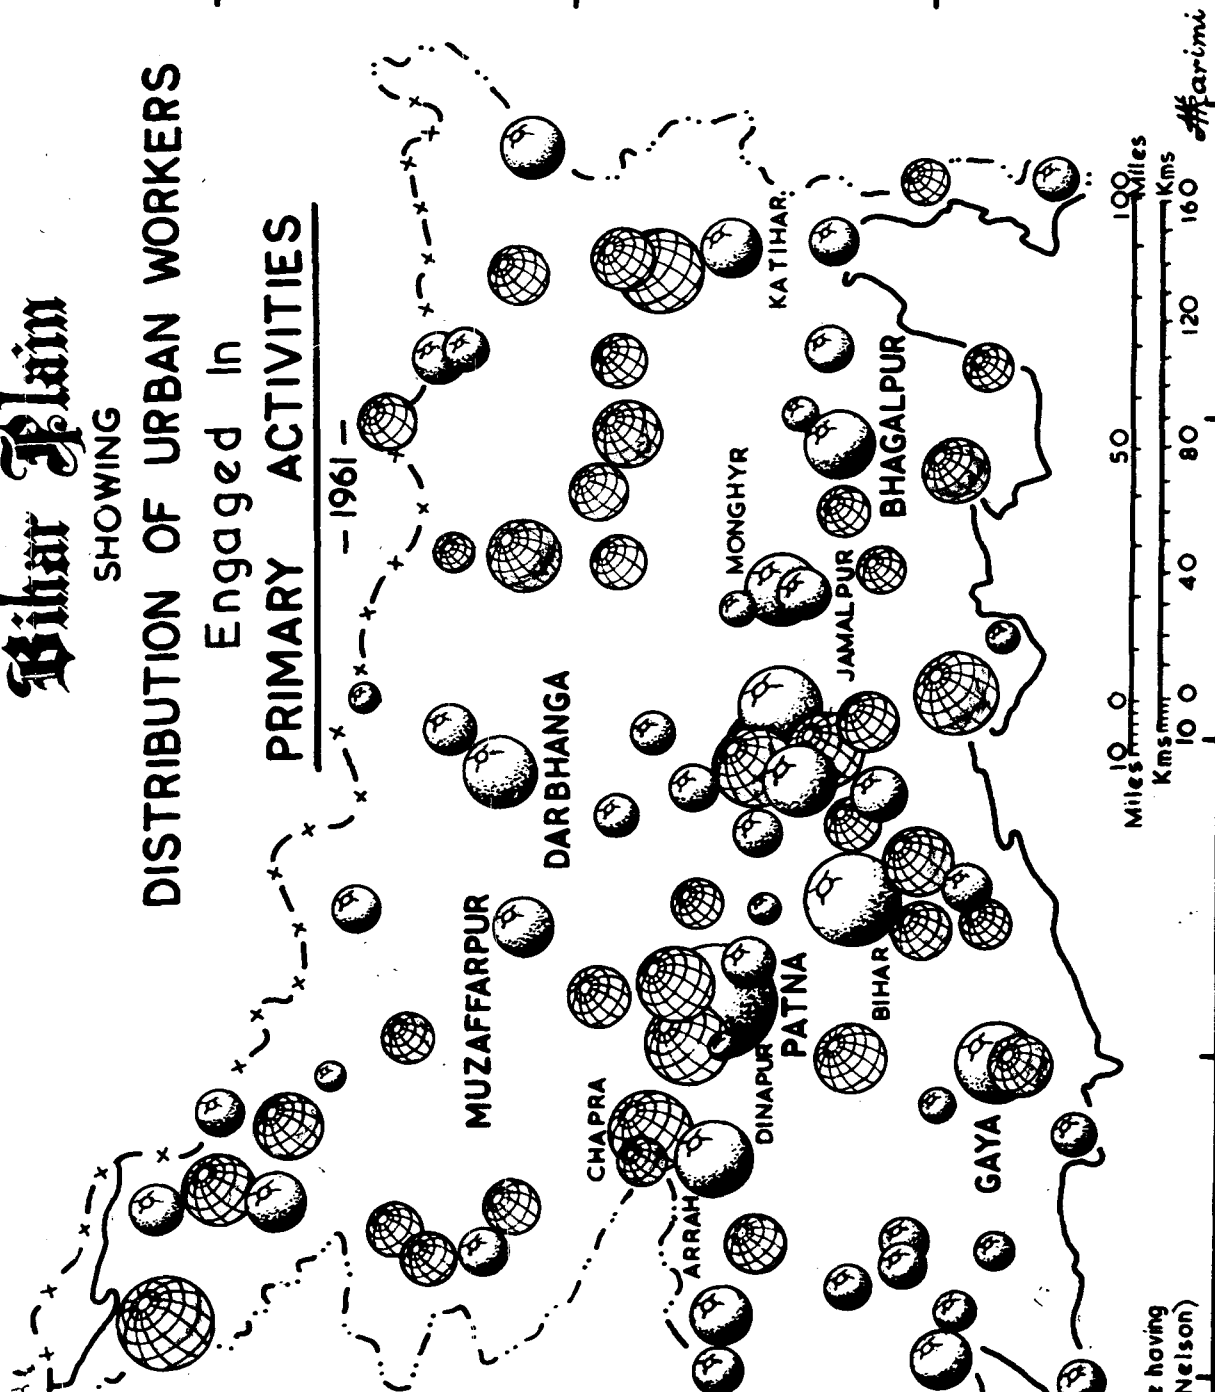 Bihar Plain
SHOWING
DISTRIBUTION OF URBAN WORKERS
Engaged In
PRIMARY ACTIVITIES
– 1961 –
KATIHAR
BHAGALPUR
MONGHYR
JAMALPUR
DARBHANGA
MUZAFFARPUR
PATNA
BIHAR
DINAPUR
CHAPRA
ARRAH
GAYA
Miles 10 0 50 100 Miles
Kms 10 0 40 80 120 160 Kms
having
Nelson)